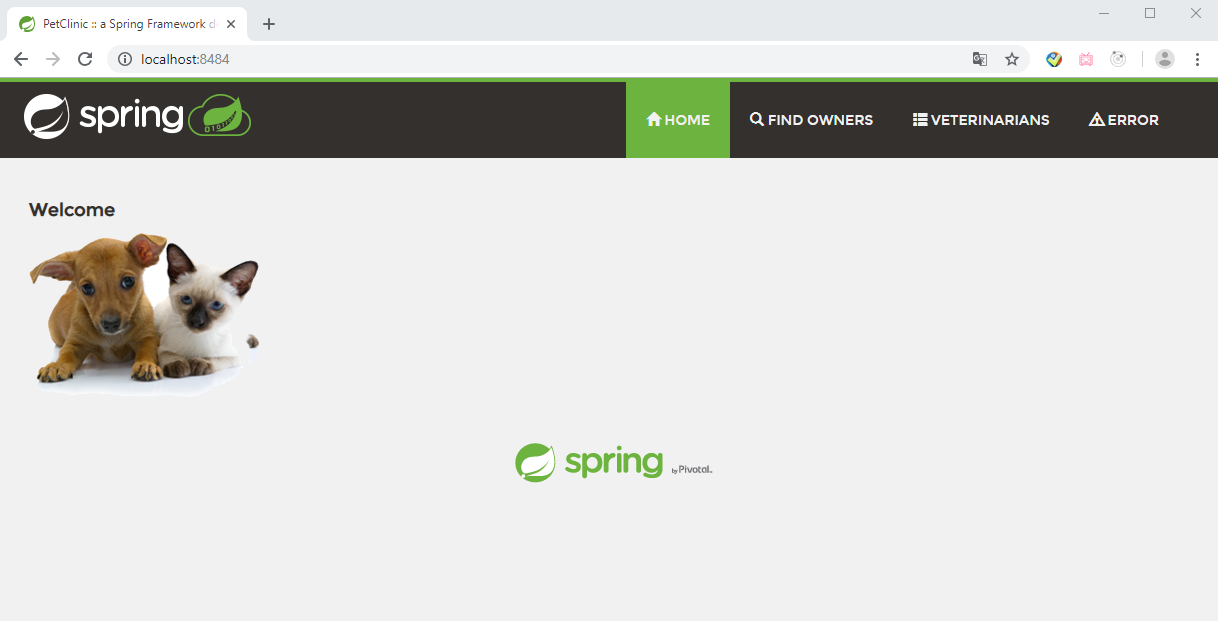 PetClinic :: a Spring Framework d
localhost:8484
spring
HOME
FIND OWNERS
VETERINARIANS
ERROR
Welcome
spring by Pivotal.